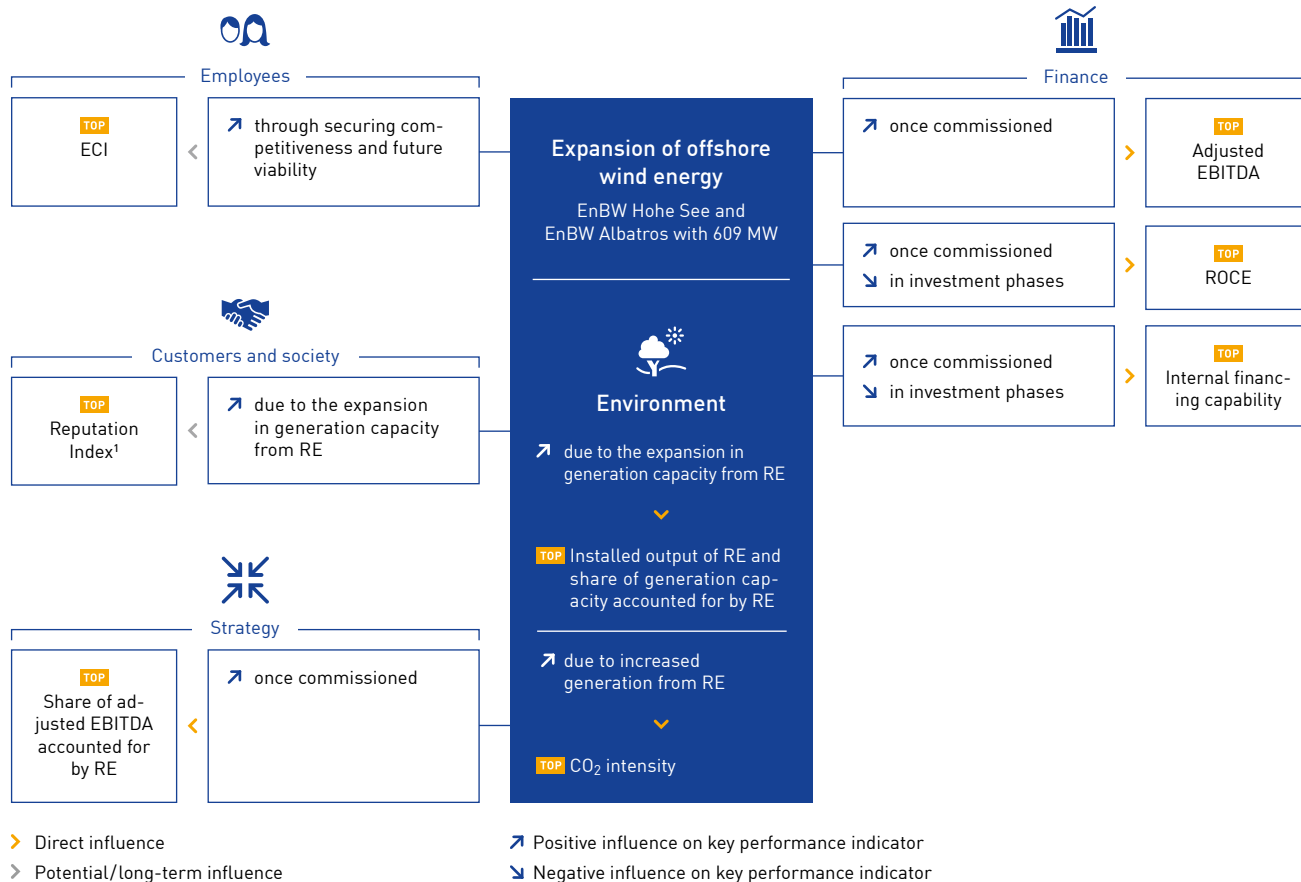 Employees
TOP
ECI
through securing com-
petitiveness and future
viability
Customers and society
TOP
Reputation
Index¹
due to the expansion
in generation capacity
from RE
Strategy
TOP
Share of ad-
justed EBITDA
accounted for
by RE
once commissioned
Expansion of offshore
wind energy
EnBW Hohe See and
EnBW Albatros with 609 MW
Environment
due to the expansion in
generation capacity from RE
TOP Installed output of RE and
share of generation cap-
acity accounted for by RE
due to increased
generation from RE
TOP CO₂ intensity
Finance
once commissioned
TOP
Adjusted
EBITDA
once commissioned
in investment phases
TOP
ROCE
once commissioned
in investment phases
TOP
Internal financ-
ing capability
Direct influence
Potential/long-term influence
Positive influence on key performance indicator
Negative influence on key performance indicator